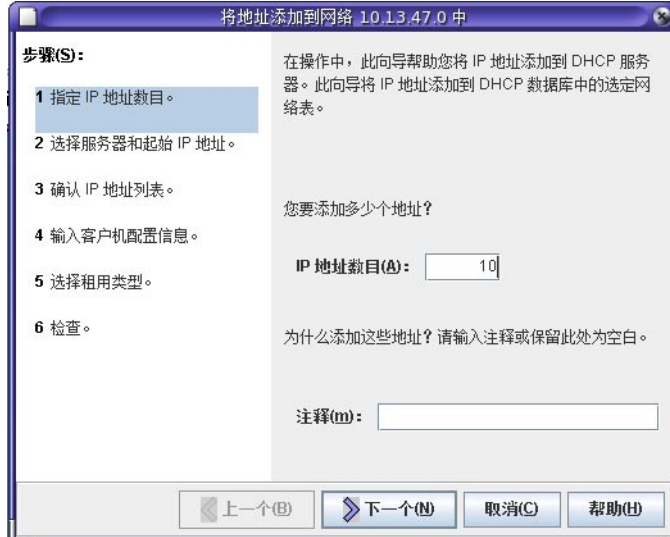 将地址添加到网络 10.13.47.0 中
步骤(S):
1 指定 IP 地址数目。
2 选择服务器和起始 IP 地址。
3 确认 IP 地址列表。
4 输入客户机配置信息。
5 选择租用类型。
6 检查。
在操作中，此向导帮助您将 IP 地址添加到 DHCP 服务
器。此向导将 IP 地址添加到 DHCP 数据库中的选定网
络表。
您要添加多少个地址?
IP 地址数目(A): 10
为什么添加这些地址? 请输入注释或保留此处为空白。
注释(m):
上一个(B) 下一个(N) 取消(C) 帮助(H)